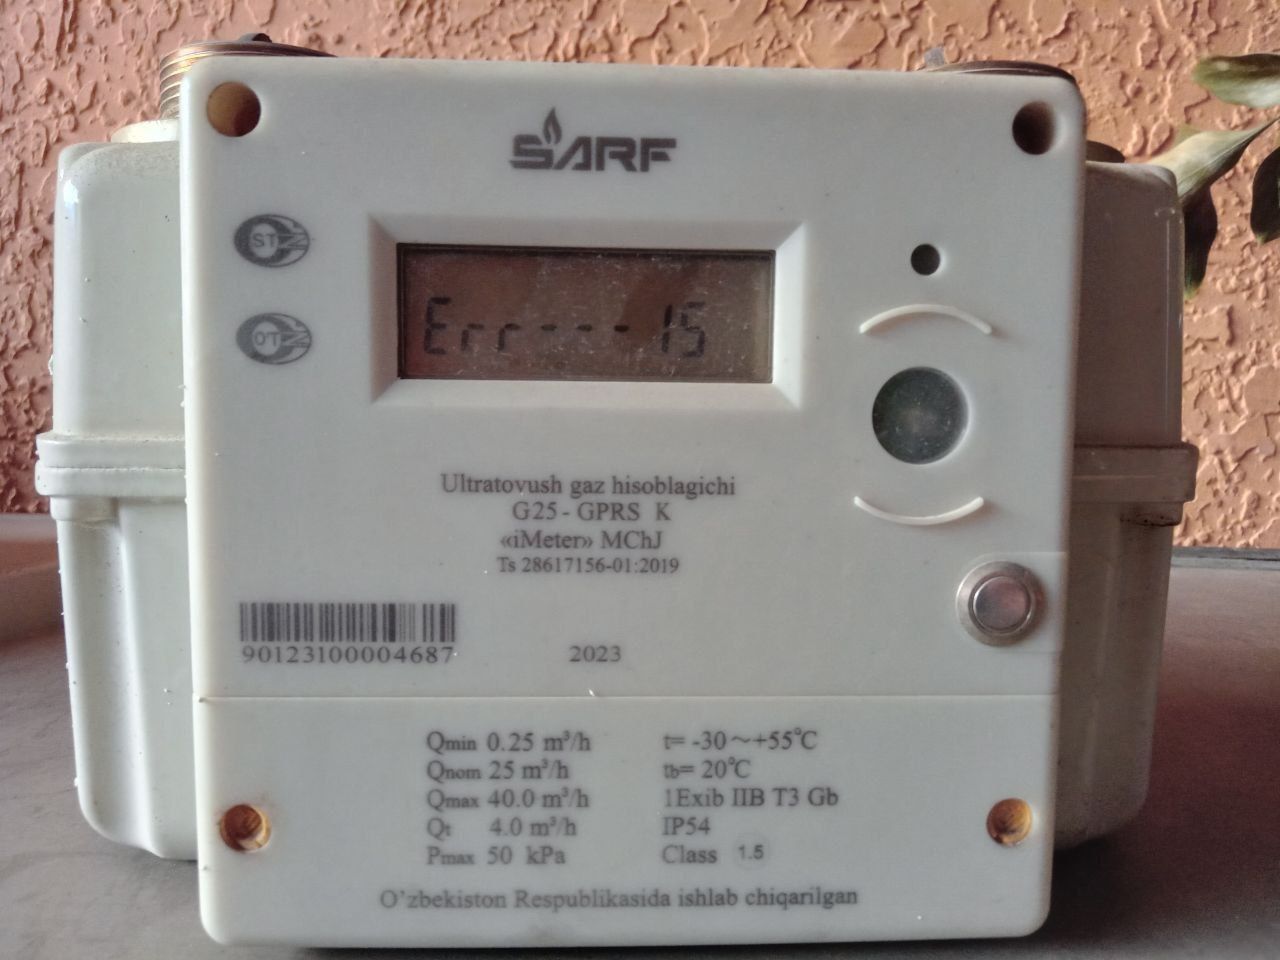 SARF
ST
O'T
Err---15
Ultratovush gaz hisoblagichi
G25 - GPRS K
«iMeter» MChJ
Ts 28617156-01:2019
90123100004687
2023
Qmin 0.25 m³/h
Qnom 25 m³/h
Qmax 40.0 m³/h
Qt 4.0 m³/h
Pmax 50 kPa
t= -30～+55°C
tb= 20°C
1Exib IIB T3 Gb
IP54
Class 1.5
O'zbekiston Respublikasida ishlab chiqarilgan